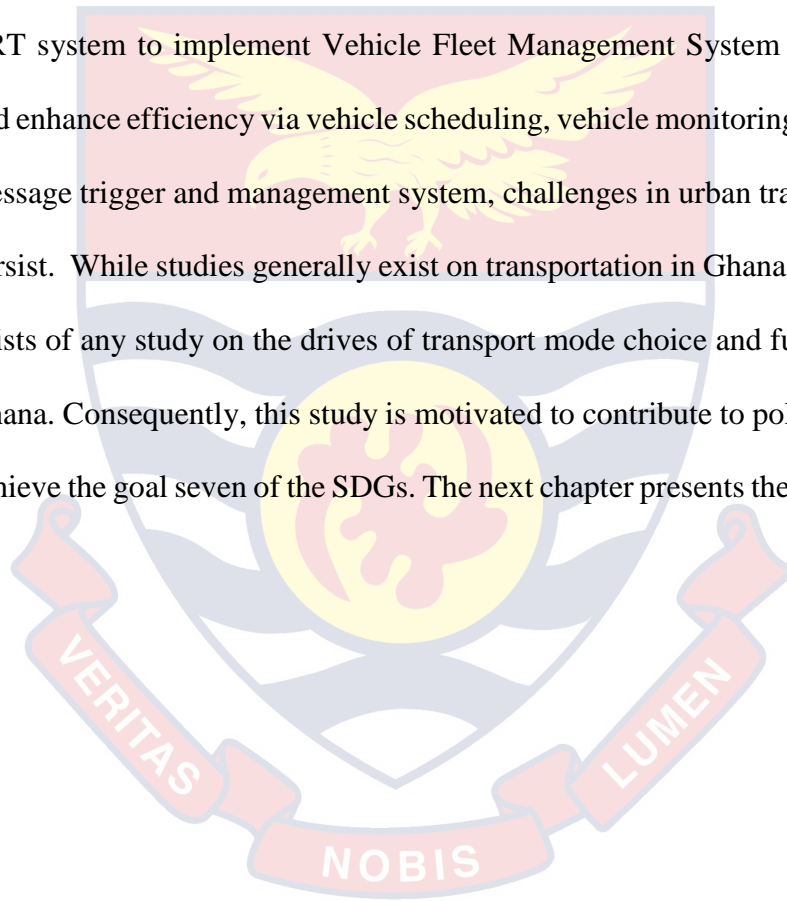 RT system to implement Vehicle Fleet Management System
d enhance efficiency via vehicle scheduling, vehicle monitoring
essage trigger and management system, challenges in urban tra
rsist. While studies generally exist on transportation in Ghana
ists of any study on the drives of transport mode choice and fu
hana. Consequently, this study is motivated to contribute to pol
hieve the goal seven of the SDGs. The next chapter presents the
VERITAS
NOBIS
LUMEN